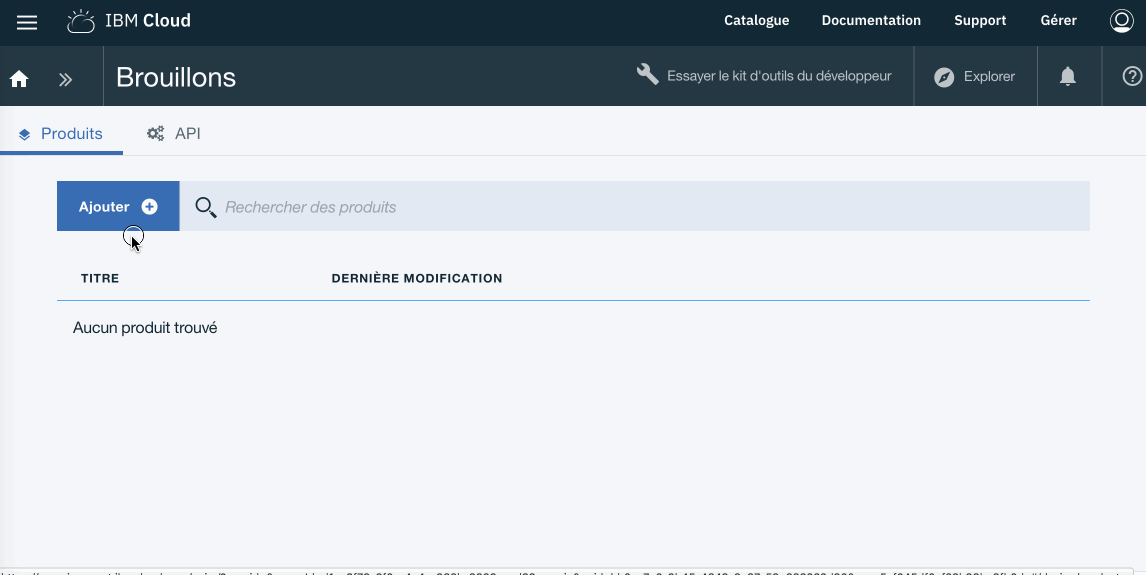 IBM Cloud
Catalogue Documentation Support Gérer
Brouillons
Essayer le kit d'outils du développeur
Explorer
Produits API
Ajouter
Rechercher des produits
TITRE DERNIÈRE MODIFICATION
Aucun produit trouvé